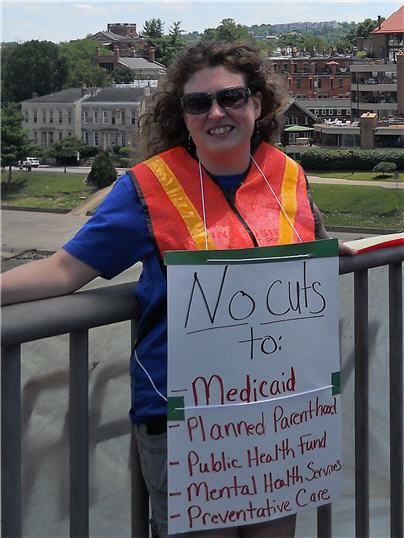 No cuts
to:
- Medicaid
- Planned Parenthood
- Public Health Fund
- Mental Health Services
- Preventative Care